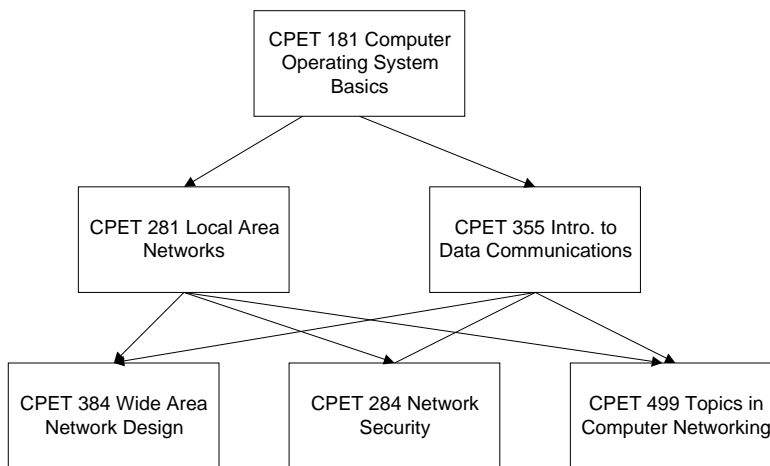 CPET 181 Computer
Operating System
Basics
CPET 281 Local Area
Networks
CPET 355 Intro. to
Data Communications
CPET 384 Wide Area
Network Design
CPET 284 Network
Security
CPET 499 Topics in
Computer Networking